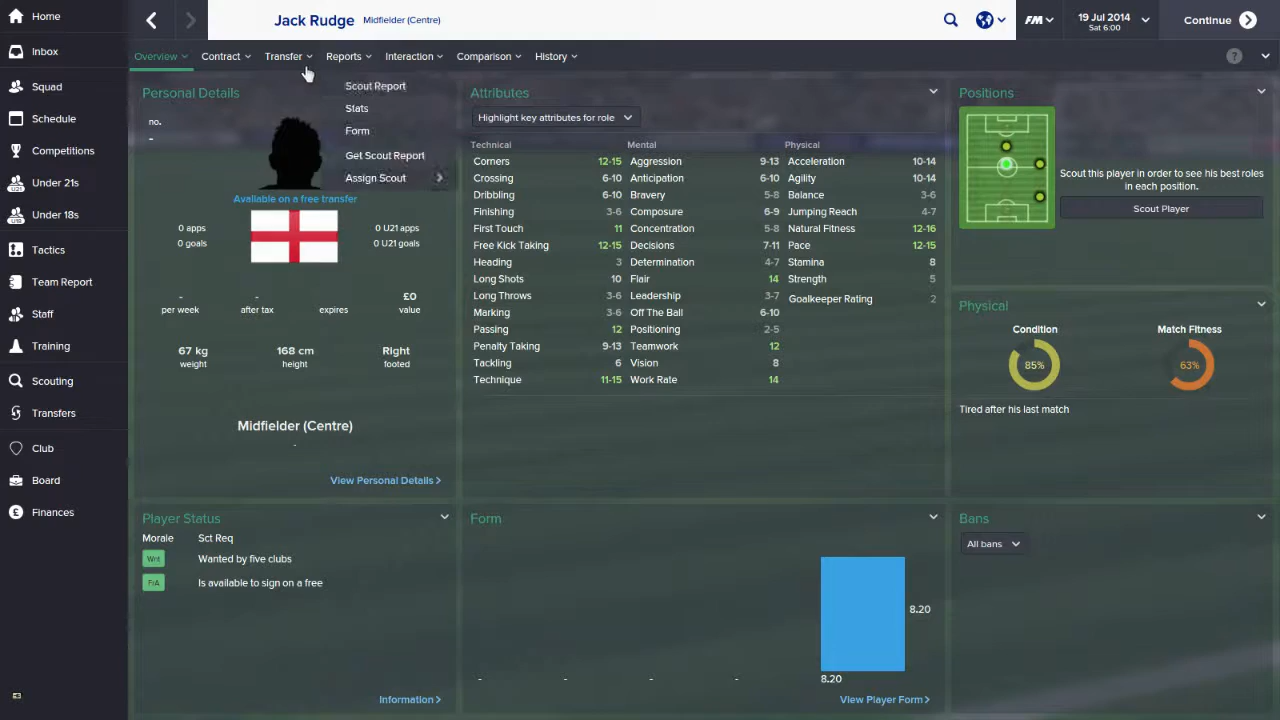 Jack Rudge Midfielder (Centre)
FM
19 Jul 2014
Sat 6:00
Continue
Home
Inbox
Squad
Schedule
Competitions
Under 21s
Under 18s
Tactics
Team Report
Staff
Training
Scouting
Transfers
Club
Board
Finances
Overview Contract Transfer Reports Interaction Comparison History
?
Scout Report
Stats
Form
Get Scout Report
Assign Scout
Personal Details
no.
-
Available on a free transfer
0 apps
0 goals
0 U21 apps
0 U21 goals
- - £0
per week after tax expires value
67 kg 168 cm Right
weight height footed
Midfielder (Centre)
-
View Personal Details >
Attributes
Highlight key attributes for role
Technical Mental Physical
Corners 12-15 Aggression 9-13 Acceleration 10-14
Crossing 6-10 Anticipation 6-10 Agility 10-14
Dribbling 6-10 Bravery 5-8 Balance 3-6
Finishing 3-6 Composure 6-9 Jumping Reach 4-7
First Touch 11 Concentration 5-8 Natural Fitness 12-16
Free Kick Taking 12-15 Decisions 7-11 Pace 12-15
Heading 3 Determination 4-7 Stamina 8
Long Shots 10 Flair 14 Strength 5
Long Throws 3-6 Leadership 3-7 Goalkeeper Rating 2
Marking 3-6 Off The Ball 6-10
Passing 12 Positioning 2-5
Penalty Taking 9-13 Teamwork 12
Tackling 6 Vision 8
Technique 11-15 Work Rate 14
Positions
Scout this player in order to see his best roles
in each position.
Scout Player
Physical
Condition Match Fitness
85% 63%
Tired after his last match
Player Status
Morale Sct Req
Wnt Wanted by five clubs
FrA Is available to sign on a free
Information >
Form
8.20
- - - - 8.20
View Player Form >
Bans
All bans